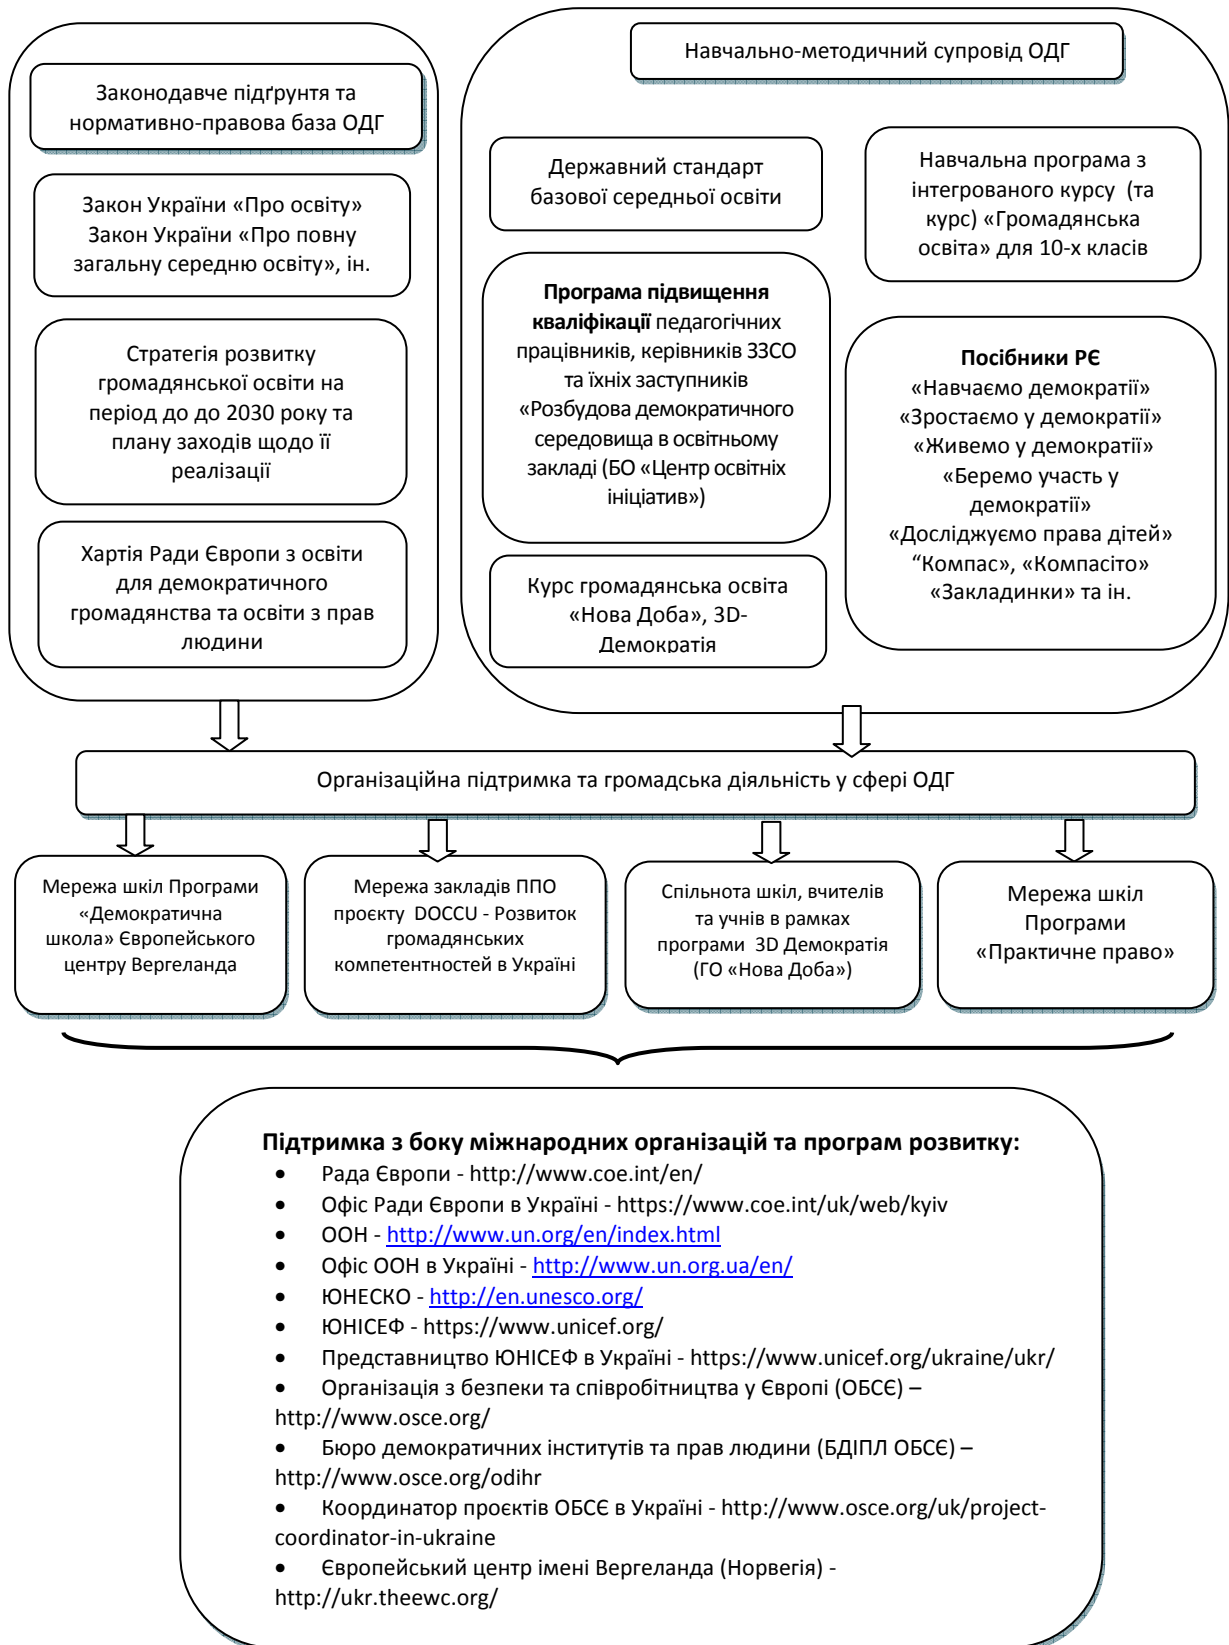 Законодавче підґрунтя та
нормативно-правова база ОДГ
Закон України «Про освіту»
Закон України «Про повну
загальну середню освіту», ін.
Стратегія розвитку
громадянської освіти на
період до до 2030 року та
плану заходів щодо її
реалізації
Хартія Ради Європи з освіти
для демократичного
громадянства та освіти з прав
людини
Навчально-методичний супровід ОДГ
Державний стандарт
базової середньої освіти
Навчальна програма з
інтегрованого курсу (та
курс) «Громадянська
освіта» для 10-х класів
Програма підвищення
кваліфікації педагогічних
працівників, керівників ЗЗСО
та їхніх заступників
«Розбудова демократичного
середовища в освітньому
закладі (БО «Центр освітніх
ініціатив»)
Посібники РЄ
«Навчаємо демократії»
«Зростаємо у демократії»
«Живемо у демократії»
«Беремо участь у
демократії»
«Досліджуємо права дітей»
“Компас», «Компасіто»
«Закладинки» та ін.
Курс громадянська освіта
«Нова Доба», 3D-
Демократія
Організаційна підтримка та громадська діяльність у сфері ОДГ
Мережа шкіл Програми
«Демократична
школа» Європейського
центру Вергеланда
Мережа закладів ППО
проєкту DOCCU - Розвиток
громадянських
компетентностей в Україні
Спільнота шкіл, вчителів
та учнів в рамках
програми 3D Демократія
(ГО «Нова Доба»)
Мережа шкіл
Програми
«Практичне право»
Підтримка з боку міжнародних організацій та програм розвитку:
• Рада Європи - http://www.coe.int/en/
• Офіс Ради Європи в Україні - https://www.coe.int/uk/web/kyiv
• ООН - http://www.un.org/en/index.html
• Офіс ООН в Україні - http://www.un.org.ua/en/
• ЮНЕСКО - http://en.unesco.org/
• ЮНІСЕФ - https://www.unicef.org/
• Представництво ЮНІСЕФ в Україні - https://www.unicef.org/ukraine/ukr/
• Організація з безпеки та співробітництва у Європі (ОБСЄ) –
http://www.osce.org/
• Бюро демократичних інститутів та прав людини (БДІПЛ ОБСЄ) –
http://www.osce.org/odihr
• Координатор проєктів ОБСЄ в Україні - http://www.osce.org/uk/project-
coordinator-in-ukraine
• Європейський центр імені Вергеланда (Норвегія) -
http://ukr.theewc.org/